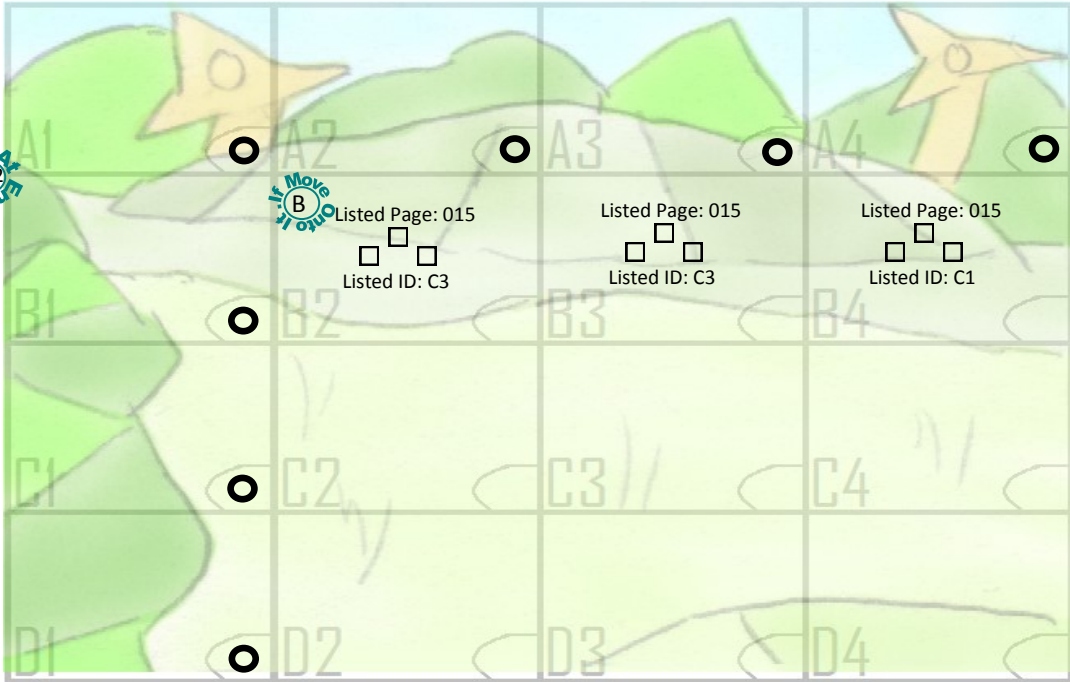 A1
A2
A3
A4
At En
If Move Onto It.
B
Listed Page: 015
Listed ID: C3
Listed Page: 015
Listed ID: C3
Listed Page: 015
Listed ID: C1
B1
B2
B3
B4
C1
C2
C3
C4
D1
D2
D3
D4